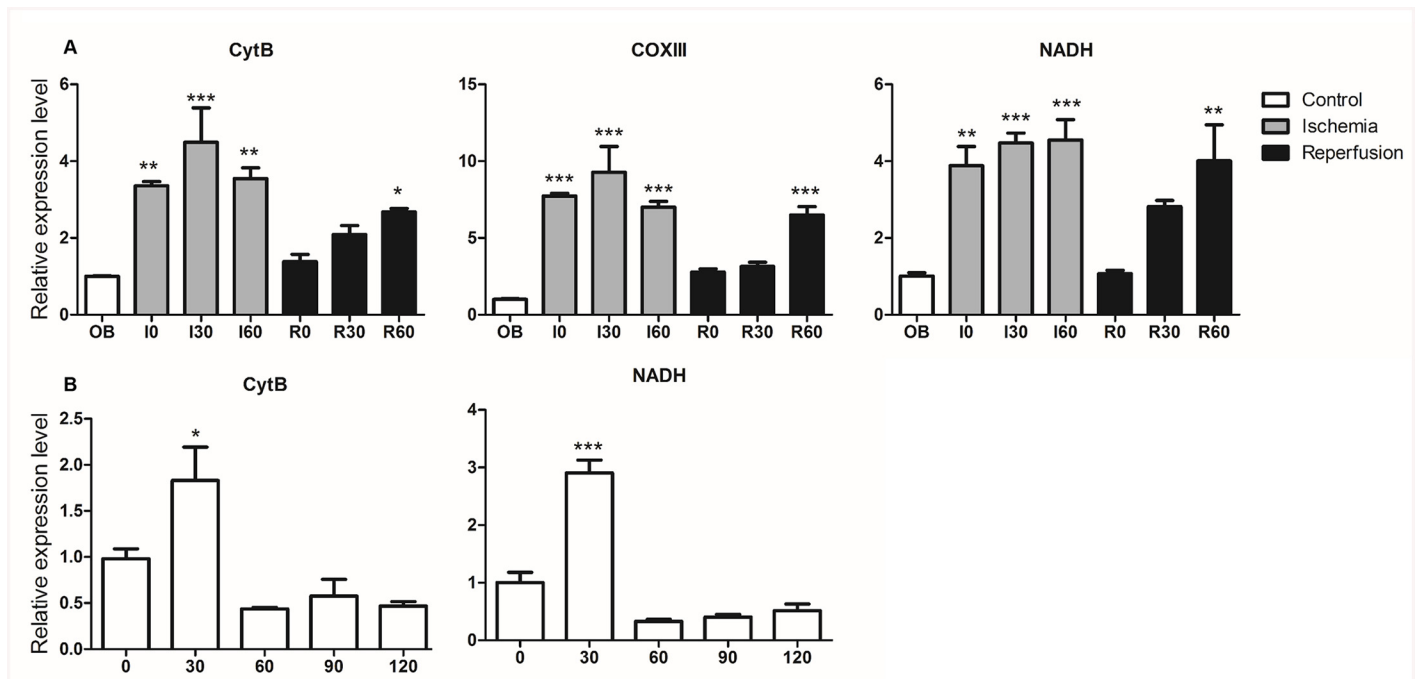 A
CytB
COXIII
NADH
Relative expression level
6
4
2
0
** *** ** *
OB I0 I30 I60 R0 R30 R60
15
10
5
0
*** *** *** ***
OB I0 I30 I60 R0 R30 R60
6
4
2
0
** *** *** **
OB I0 I30 I60 R0 R30 R60
Control
Ischemia
Reperfusion
B
CytB
NADH
Relative expression level
2.5
2.0
1.5
1.0
0.5
0.0
*
0 30 60 90 120
4
3
2
1
0
***
0 30 60 90 120